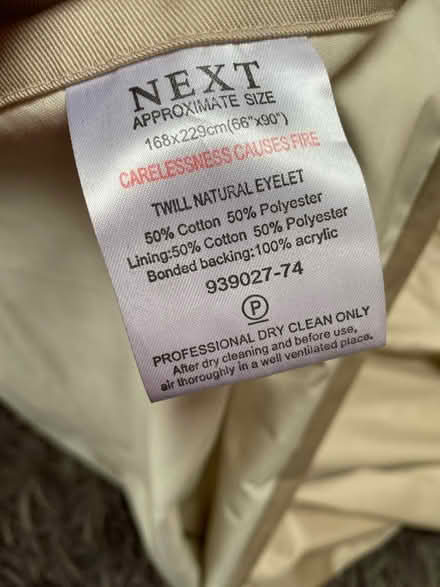 NEXT
APPROXIMATE SIZE
168x229cm(66"x90")
CARELESSNESS CAUSES FIRE
TWILL NATURAL EYELET
50% Cotton 50% Polyester
Lining:50% Cotton 50% Polyester
Bonded backing:100% acrylic
939027-74
P
PROFESSIONAL DRY CLEAN ONLY
After dry cleaning and before use,
air thoroughly in a well ventilated place.